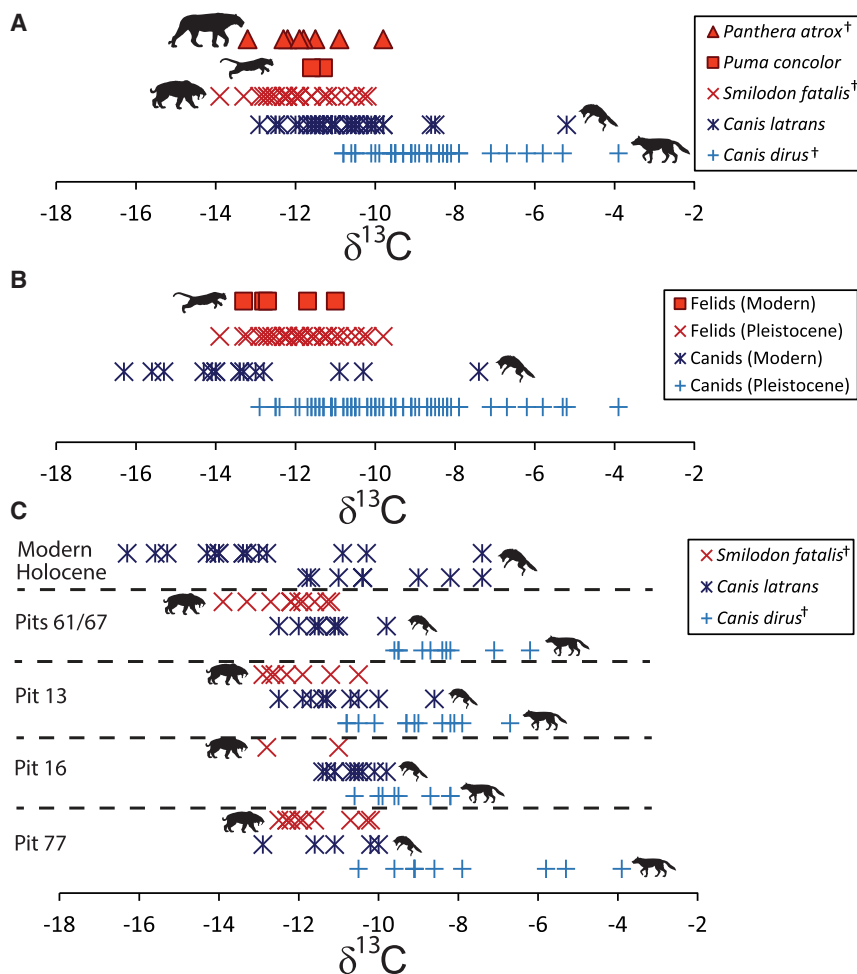 A
Panthera atrox†
Puma concolor
Smilodon fatalis†
Canis latrans
Canis dirus†
-18 -16 -14 -12 -10 -8 -6 -4 -2
δ13C
B
Felids (Modern)
Felids (Pleistocene)
Canids (Modern)
Canids (Pleistocene)
-18 -16 -14 -12 -10 -8 -6 -4 -2
δ13C
C
Modern
Holocene
Pits 61/67
Pit 13
Pit 16
Pit 77
Smilodon fatalis†
Canis latrans
Canis dirus†
-18 -16 -14 -12 -10 -8 -6 -4 -2
δ13C